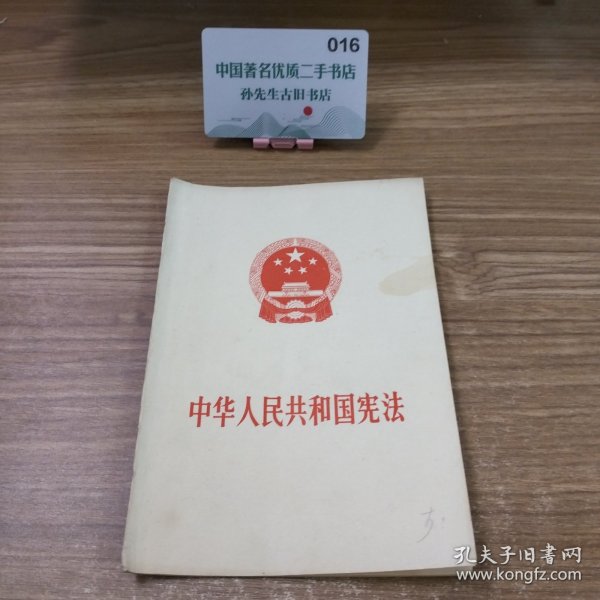 016
中国著名优质二手书店
孙先生古旧书店
中华人民共和国宪法
孔夫子旧书网
www.kongfz.com